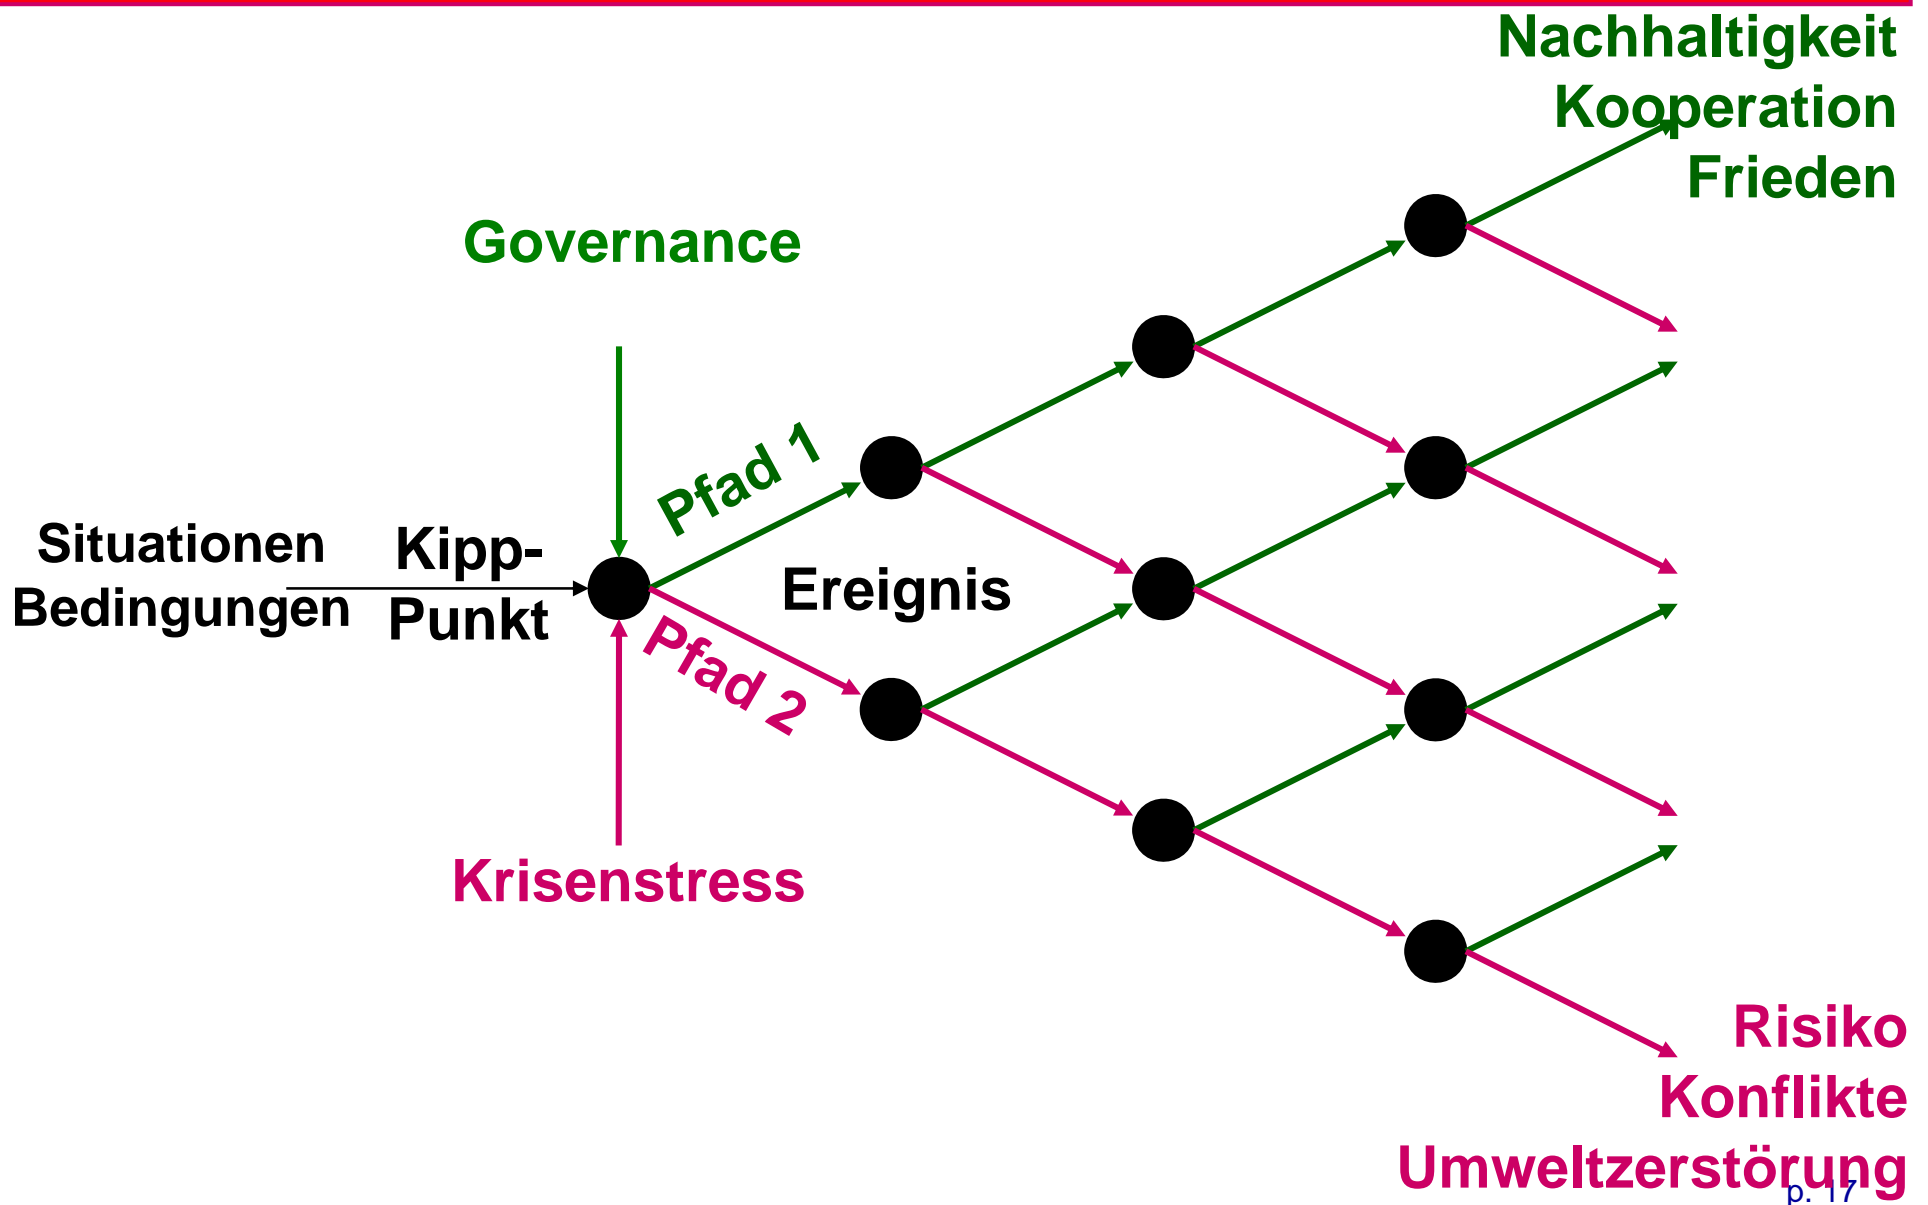 Nachhaltigkeit
Kooperation
Frieden
Governance
Pfad 1
Situationen
Bedingungen
Kipp-
Punkt
Ereignis
Pfad 2
Krisenstress
Risiko
Konflikte
Umweltzerstörung
p. 17